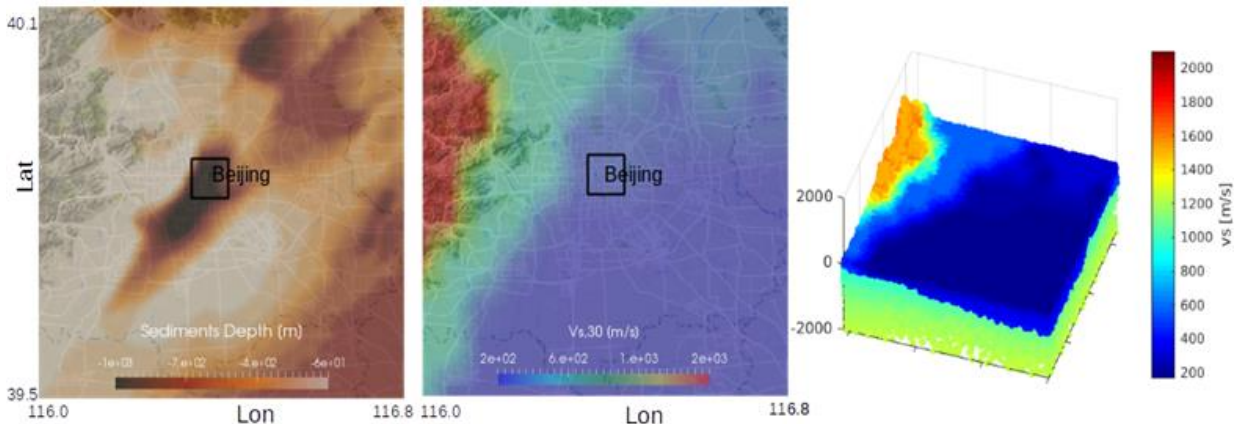 40.1
Lat
39.5
116.0
Lon
116.8
Beijing
Sediments Depth [m]
-1e+03
-7e+02
-4e+02
-6e+01
Beijing
Vs,30 (m/s)
2e+02
6e+02
1e+03
2e+03
116.0
Lon
116.8
2000
0
-2000
2000
1800
1600
1400
1200
1000
800
600
400
200
vs [m/s]